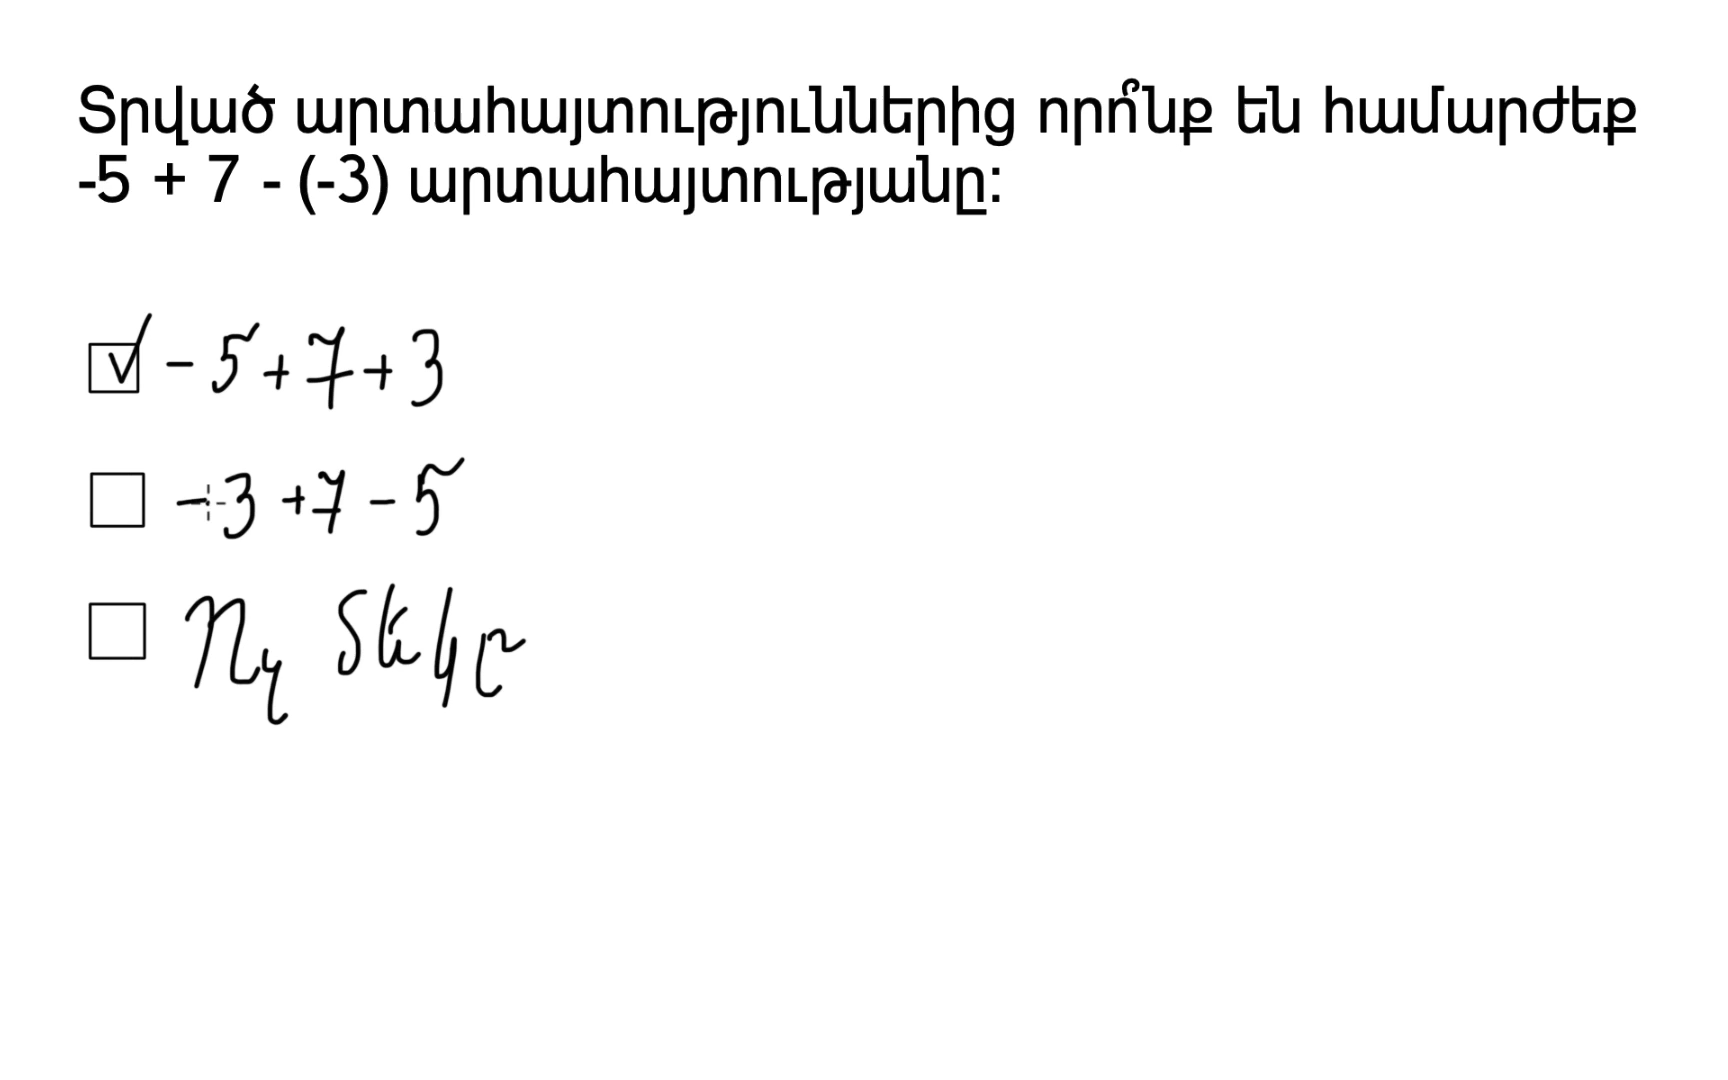 Տրված արտահայտություններից որո՞նք են համարժեք
-5 + 7 - (-3) արտահայտությանը:
- 5 + 7 + 3
- 3 + 7 - 5
Ոչ մեկը